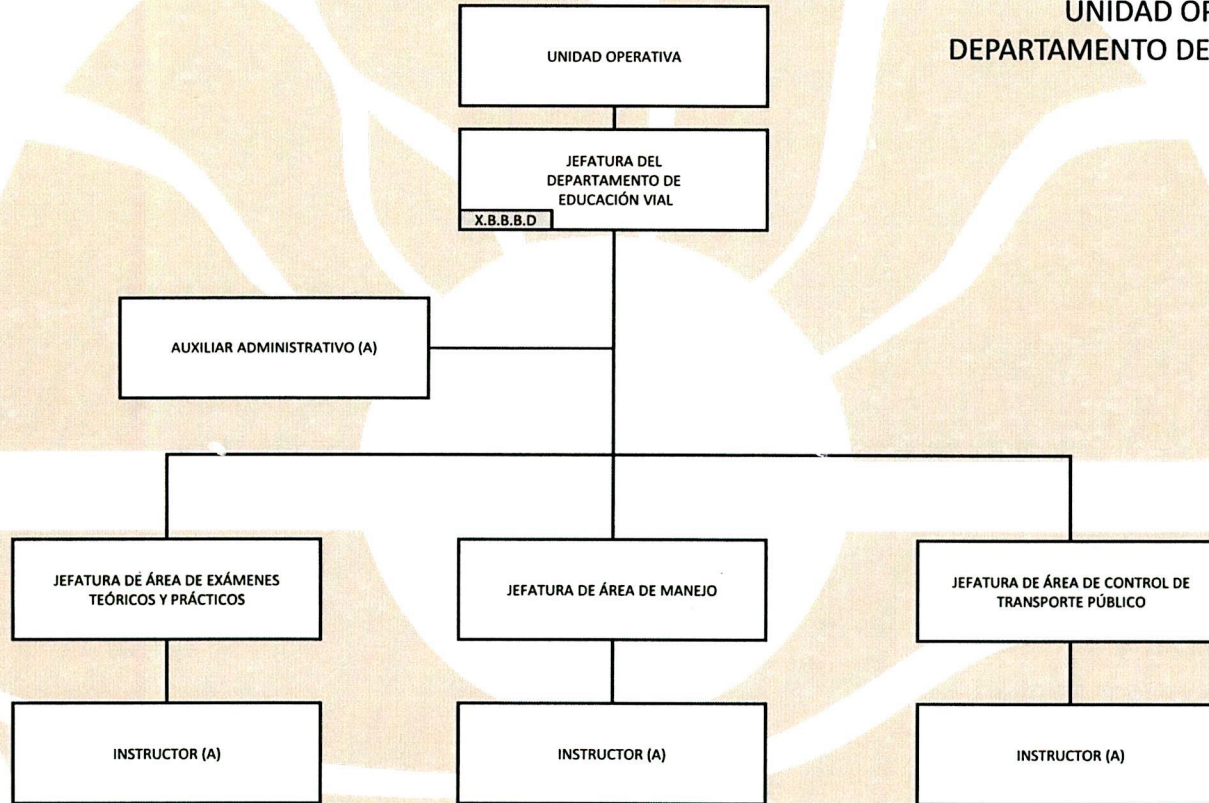 UNIDAD
DEPARTAMENTO DE
UNIDAD OPERATIVA
JEFATURA DEL
DEPARTAMENTO DE
EDUCACIÓN VIAL
X.B.B.B.D
AUXILIAR ADMINISTRATIVO (A)
JEFATURA DE ÁREA DE EXÁMENES
TEÓRICOS Y PRÁCTICOS
JEFATURA DE ÁREA DE MANEJO
JEFATURA DE ÁREA DE CONTROL DE
TRANSPORTE PÚBLICO
INSTRUCTOR (A)
INSTRUCTOR (A)
INSTRUCTOR (A)